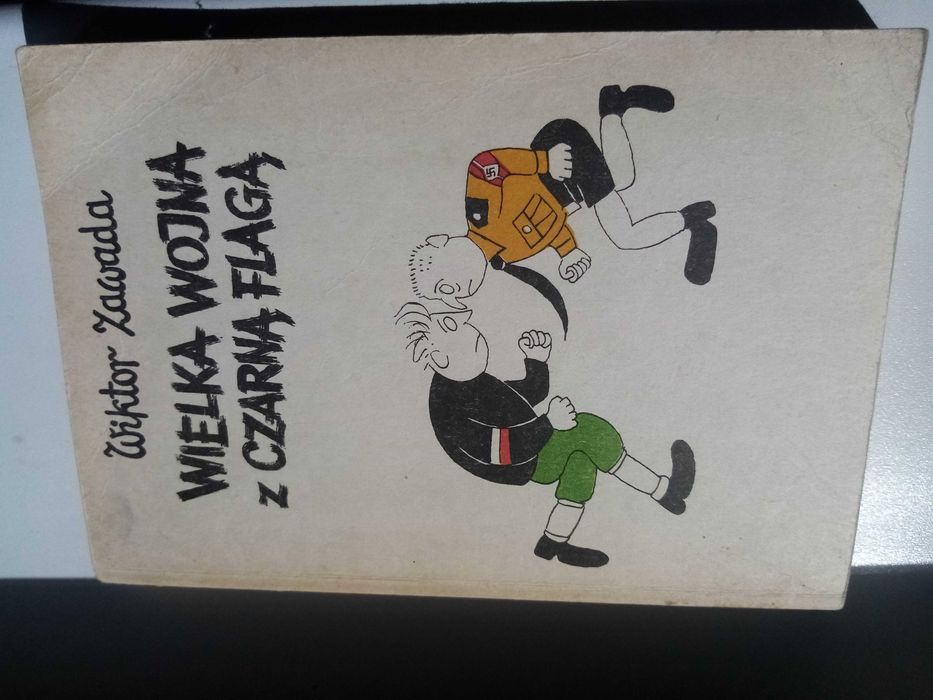 Wiktor Zawada
WIELKA WOJNA
z CZARNĄ FLAGĄ